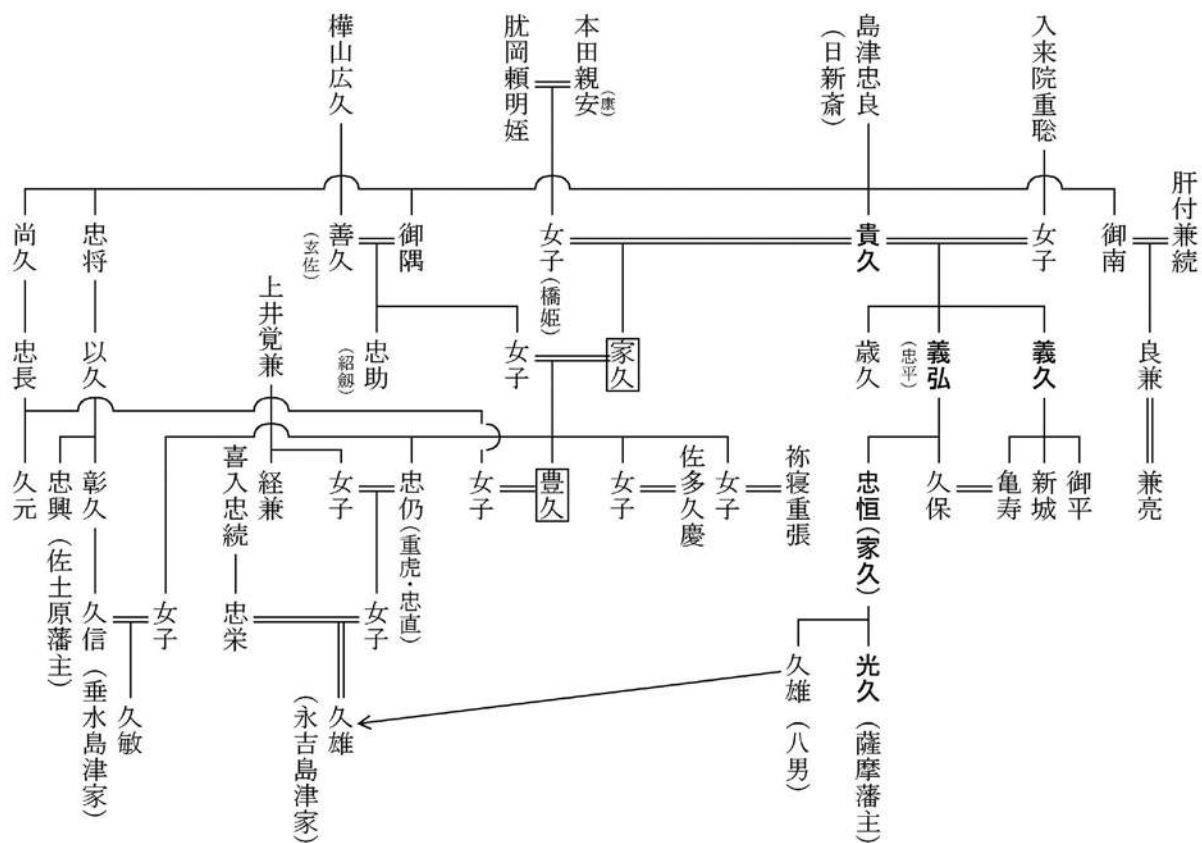 入来院重聡
島津忠良
(日新斎)
本田親安
(康)
肬岡頼明姪
樺山広久
肝付兼続
御南
女子
貴久
女子(橋姫)
御隅
善久
(玄佐)
忠将
尚久
良兼
義久
義弘
(忠平)
歳久
家久
女子
忠助
(紹劔)
上井覚兼
以久
忠長
兼亮
御平
新城
亀寿
久保
忠恒(家久)
祢寝重張
女子
佐多久慶
女子
豊久
女子
忠仍(重虎・忠直)
女子
経兼
喜入忠続
女子
彰久
忠興(佐土原藩主)
久元
女子
忠栄
久信(垂水島津家)
光久(薩摩藩主)
久雄(八男)
久雄
(永吉島津家)
久敏